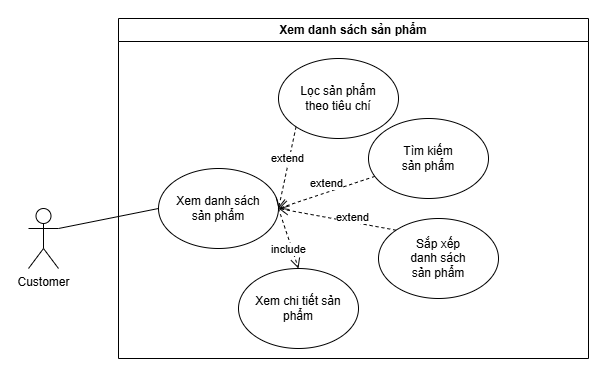 Xem danh sách sản phẩm
Lọc sản phẩm
theo tiêu chí
extend
Tìm kiếm
sản phẩm
extend
Xem danh sách
sản phẩm
extend
Sắp xếp
danh sách
sản phẩm
include
Customer
Xem chi tiết sản
phẩm